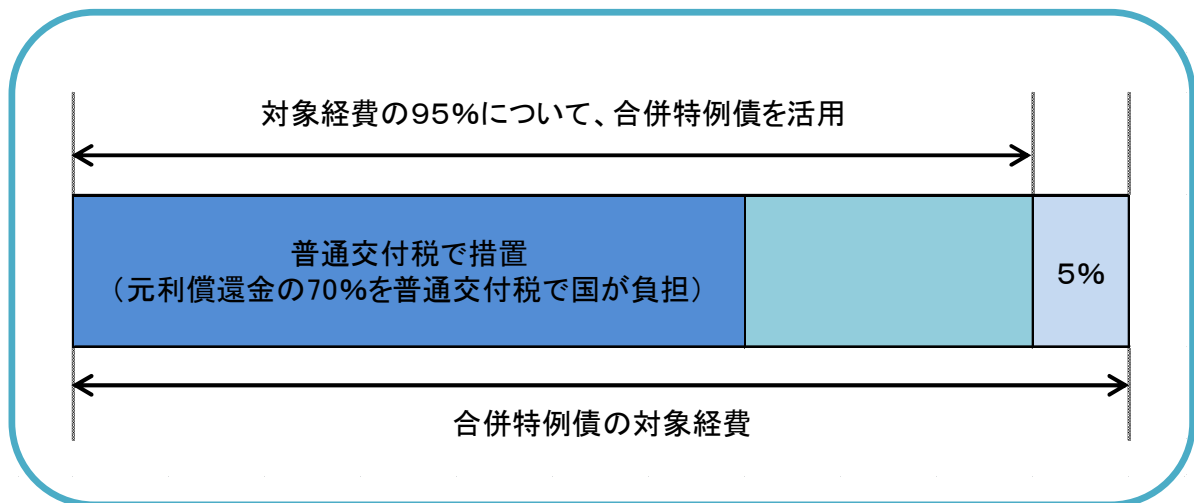 対象経費の95%について、合併特例債を活用
普通交付税で措置
（元利償還金の70%を普通交付税で国が負担）
5%
合併特例債の対象経費